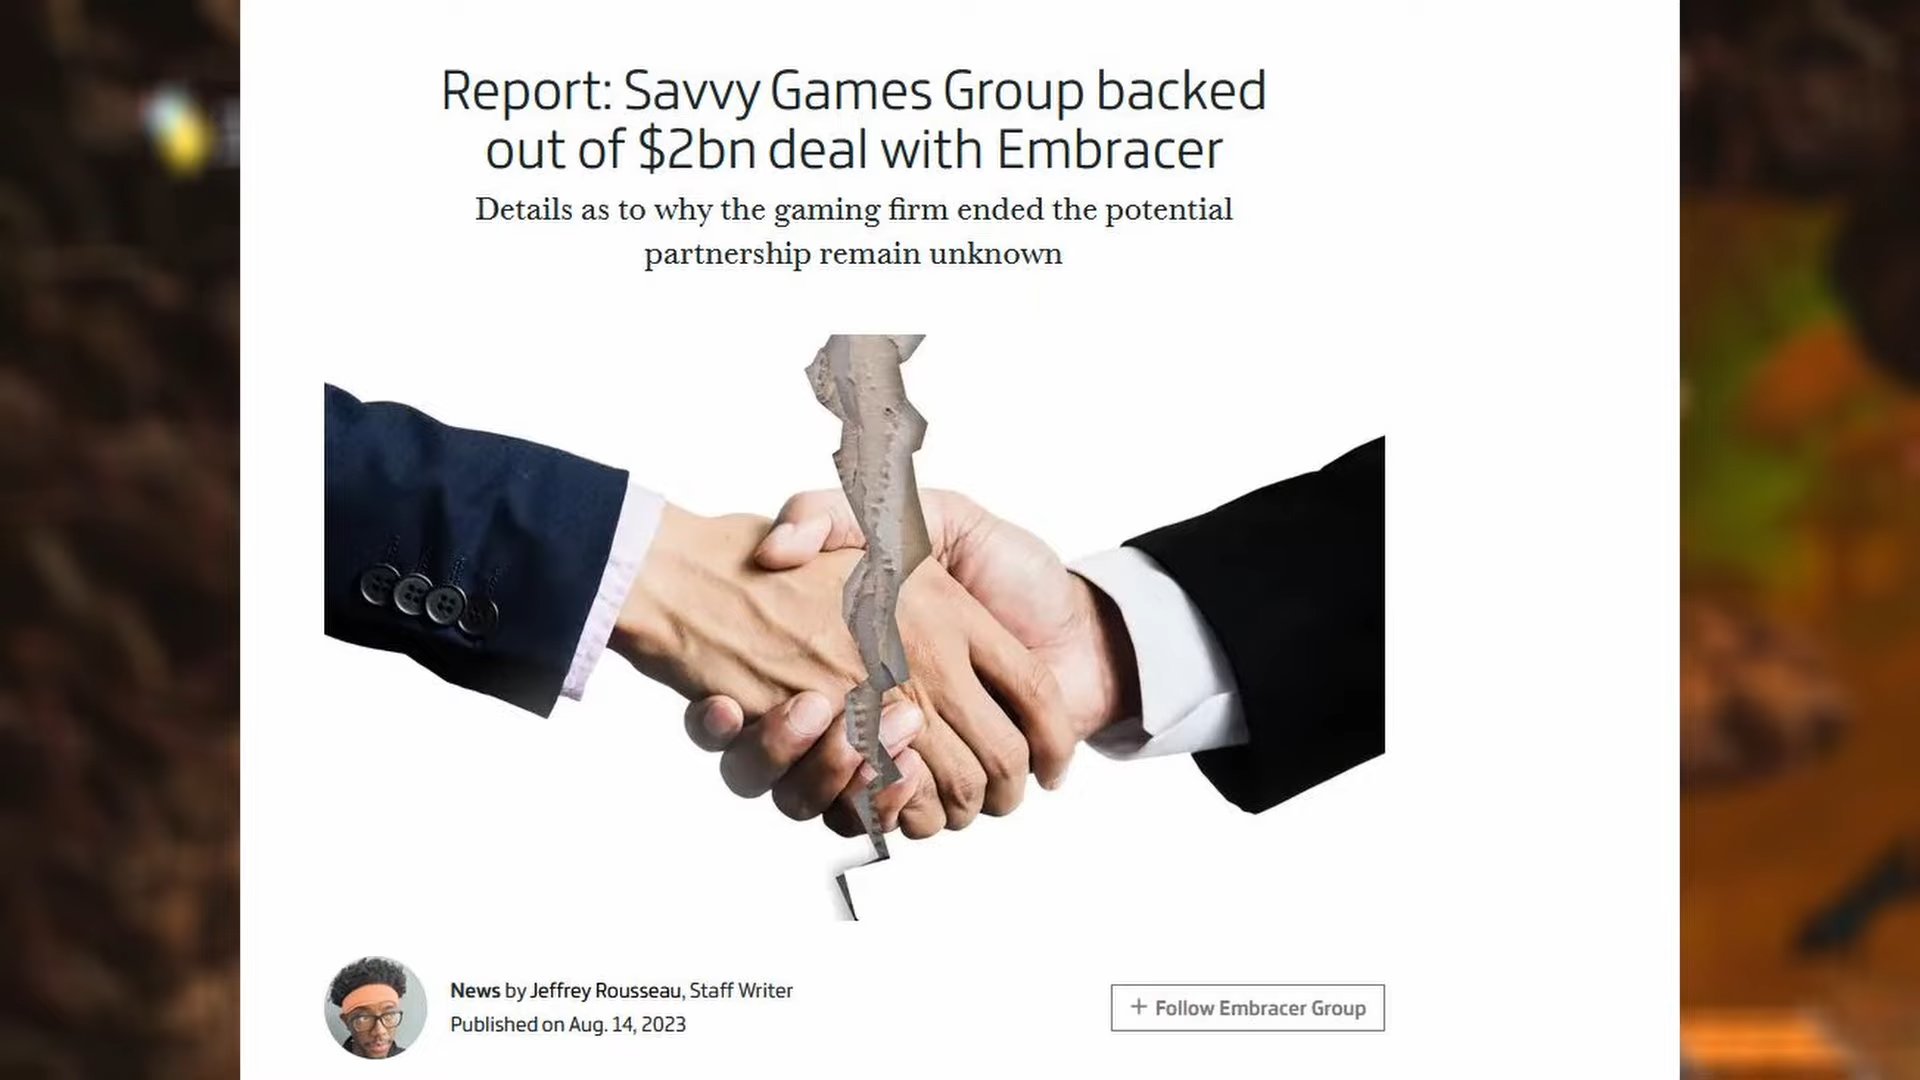 Report: Savvy Games Group backed
out of $2bn deal with Embracer
Details as to why the gaming firm ended the potential
partnership remain unknown
News by Jeffrey Rousseau, Staff Writer
Published on Aug. 14, 2023
+ Follow Embracer Group